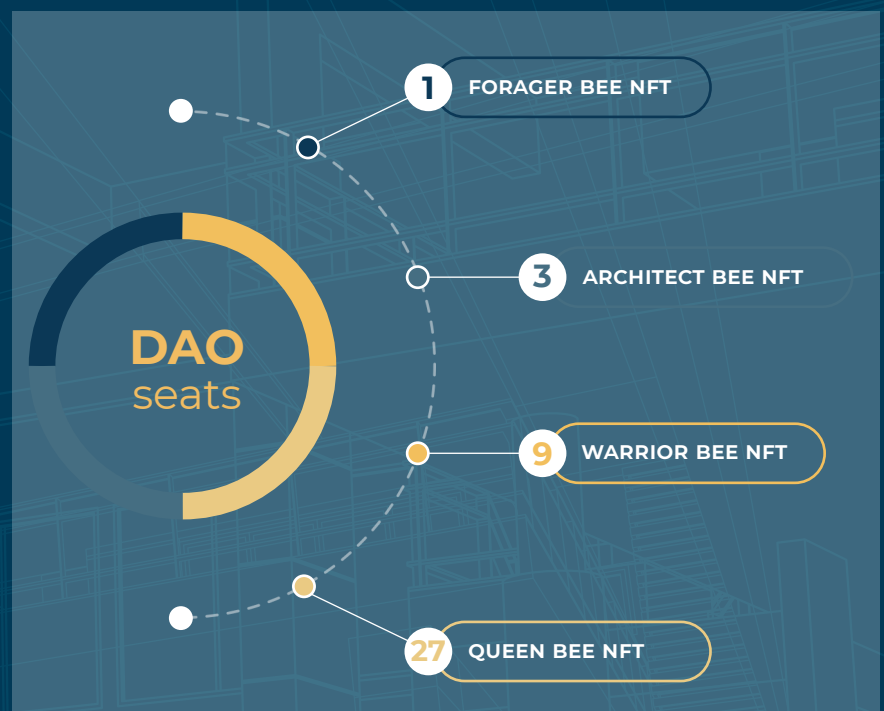 1 FORAGER BEE NFT
3 ARCHITECT BEE NFT
DAO
seats
9 WARRIOR BEE NFT
27 QUEEN BEE NFT